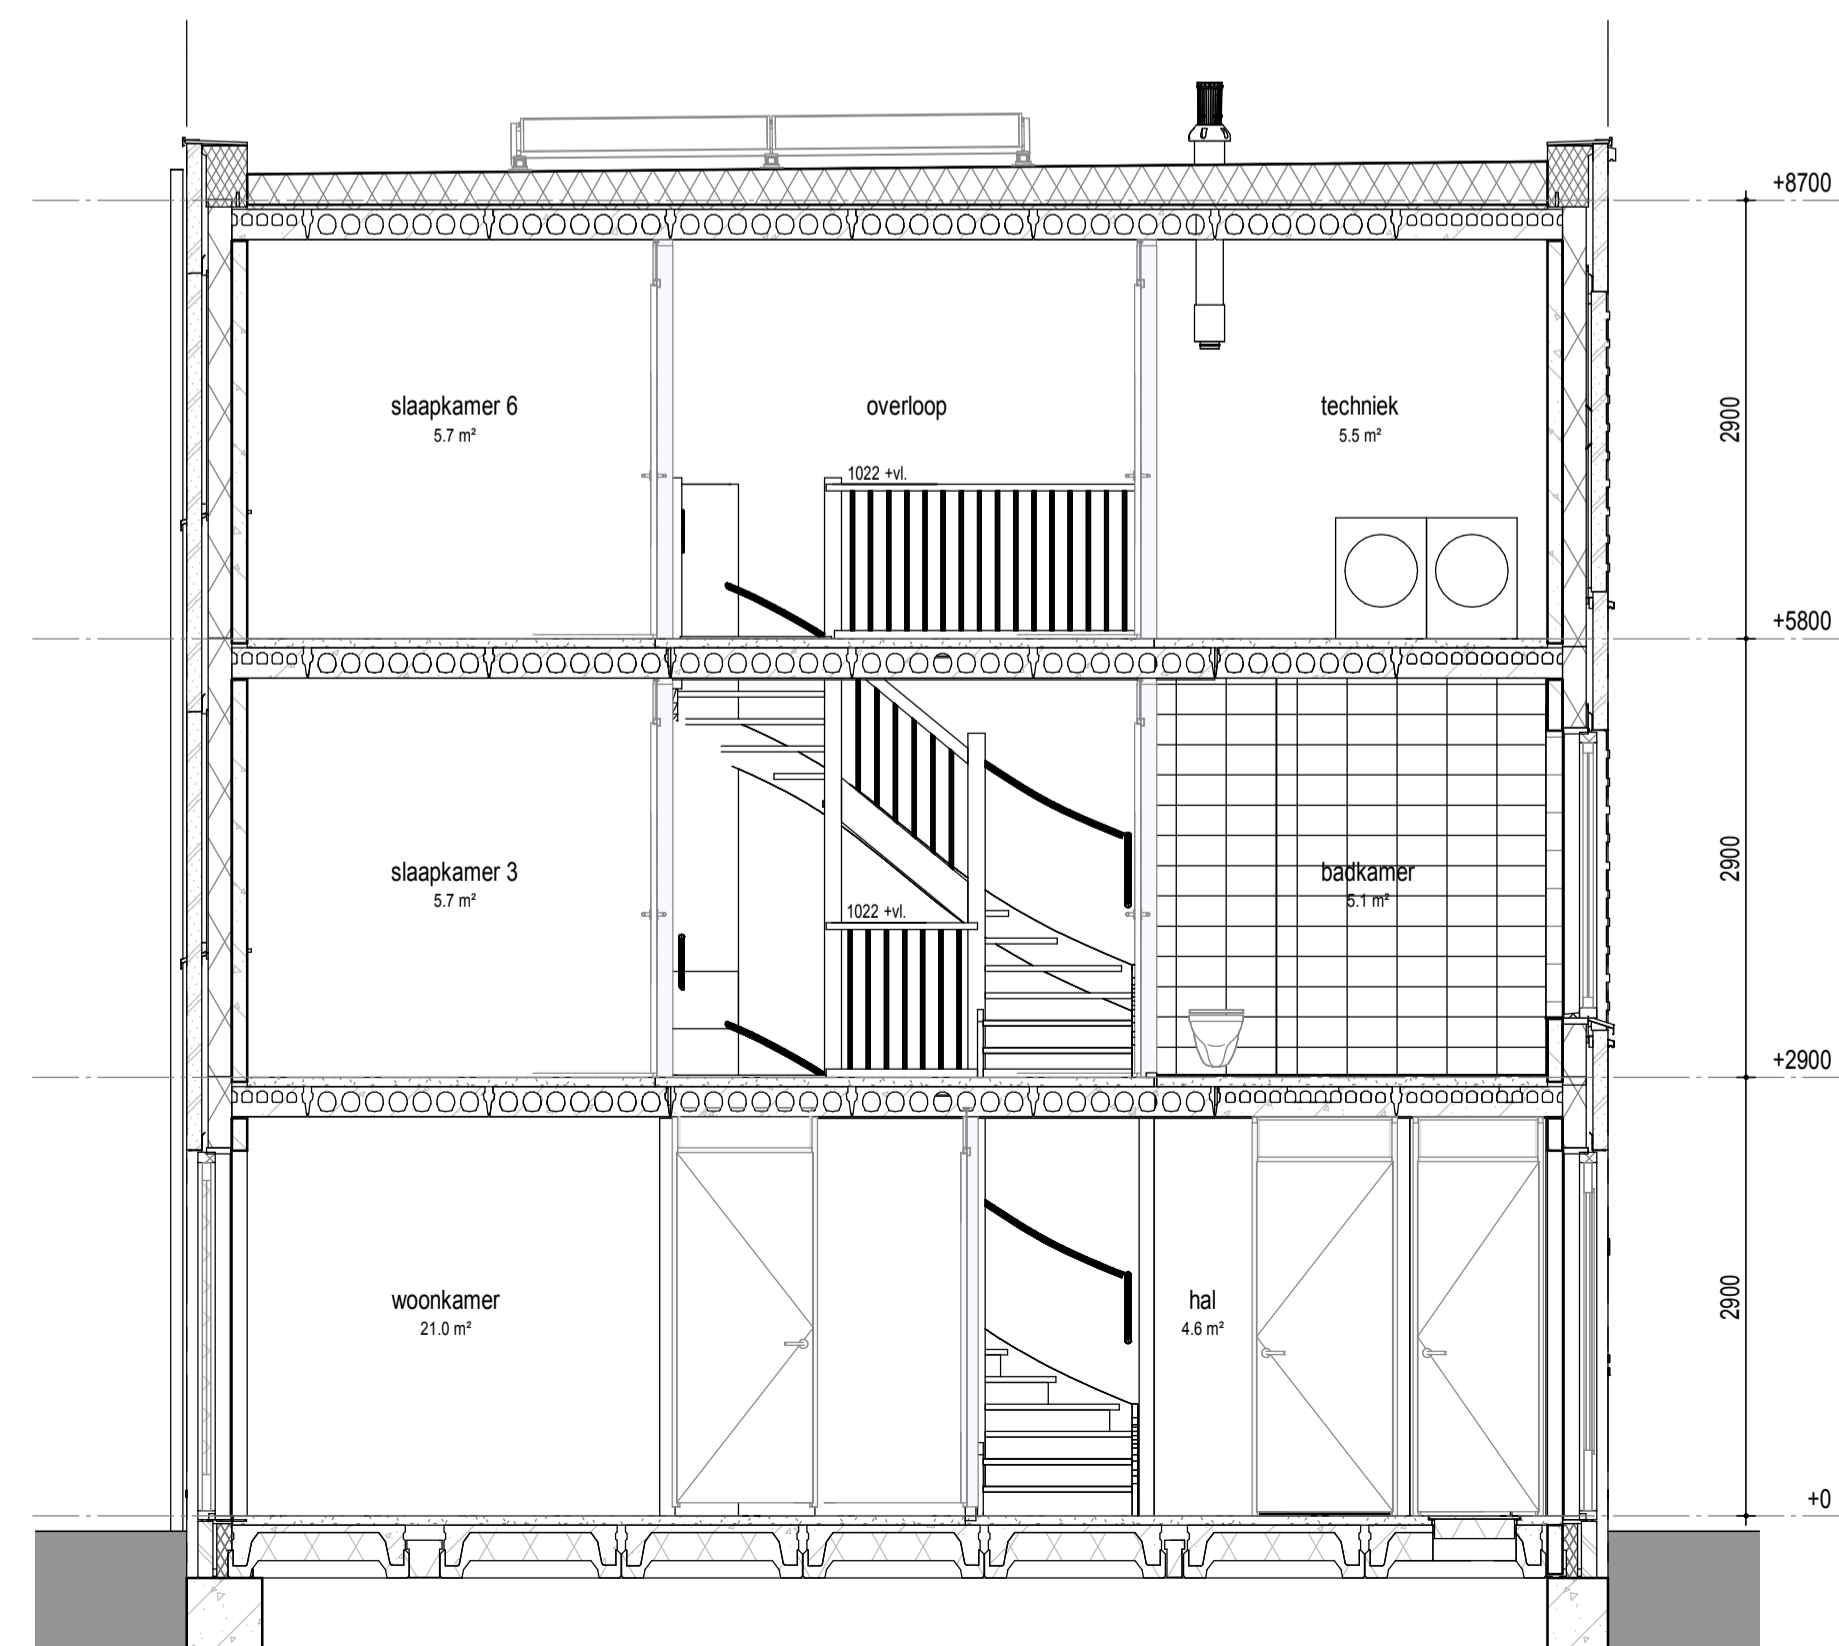 +8700
slaapkamer 6
5.7 m²
overloop
techniek
5.5 m²
2900
1022 +vl.
+5800
slaapkamer 3
5.7 m²
1022 +vl.
badkamer
5.1 m²
2900
+2900
woonkamer
21.0 m²
hal
4.6 m²
2900
+0